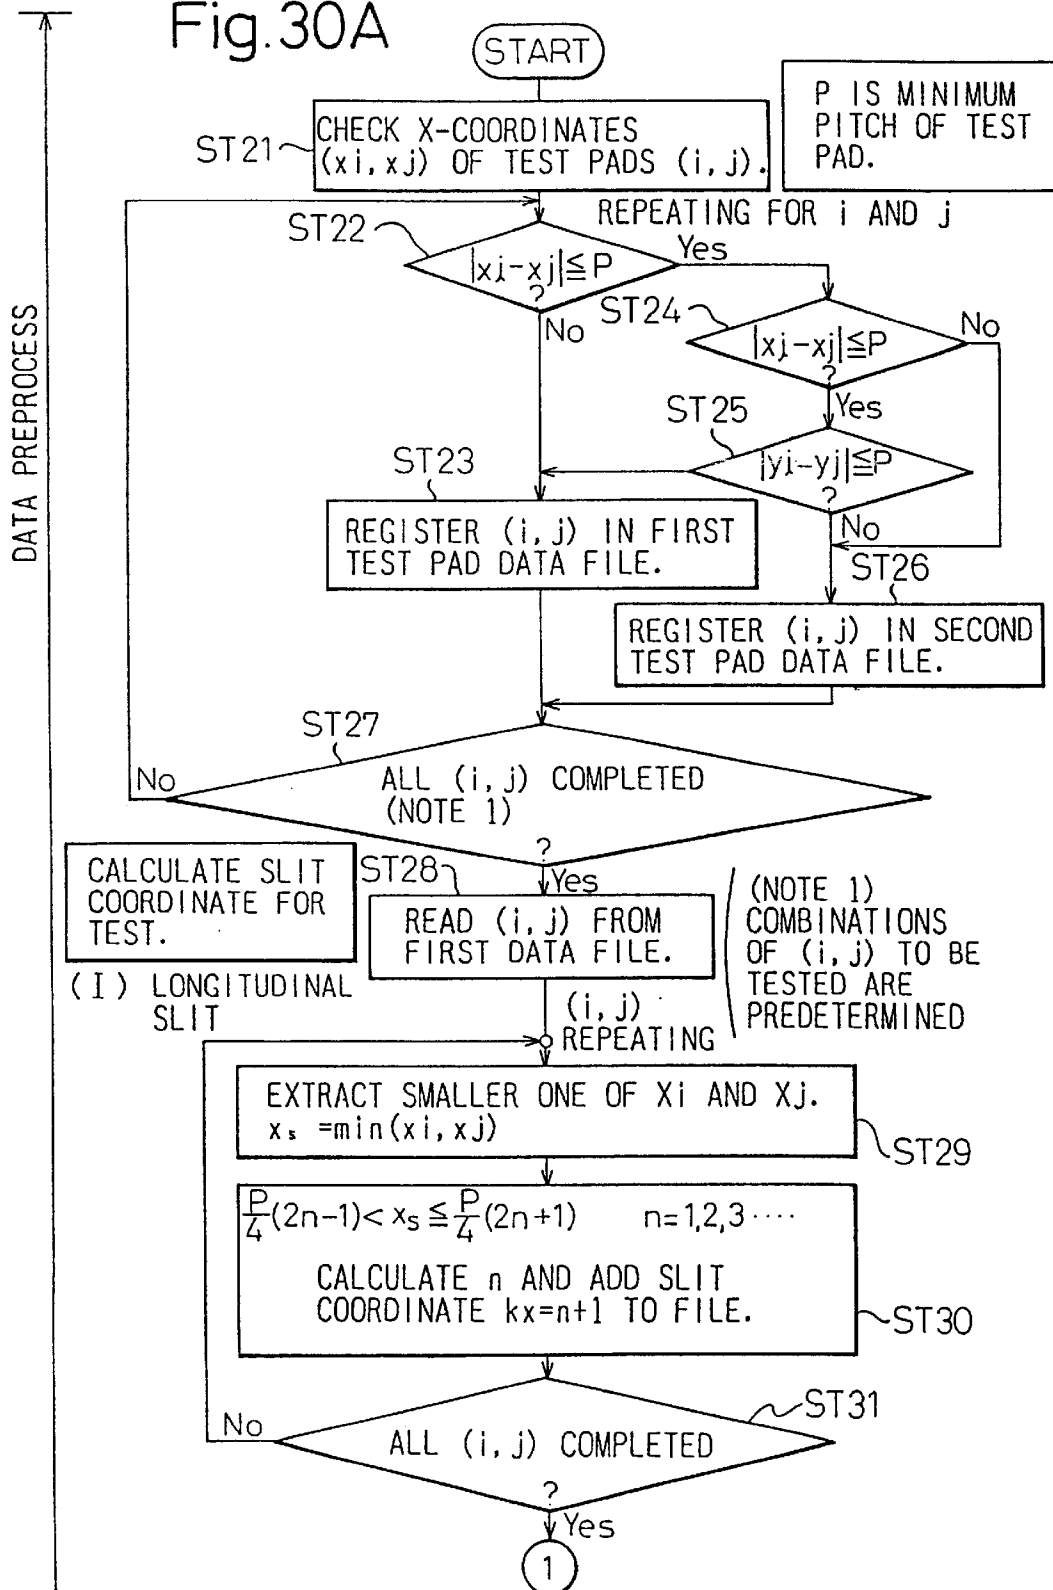 Fig.30A
START
P IS MINIMUM
PITCH OF TEST
PAD.
ST21
CHECK X-COORDINATES
(xi, xj) OF TEST PADS (i, j).
REPEATING FOR i AND j
ST22
|xi-xj|≦P
?
Yes
No
ST24
|xj-xj|≦P
?
No
Yes
ST25
|yi-yj|≦P
?
No
ST23
REGISTER (i, j) IN FIRST
TEST PAD DATA FILE.
ST26
REGISTER (i, j) IN SECOND
TEST PAD DATA FILE.
DATA PREPROCESS
ST27
ALL (i, j) COMPLETED
(NOTE 1)
?
No
Yes
CALCULATE SLIT
COORDINATE FOR
TEST.
(I) LONGITUDINAL
SLIT
ST28
READ (i, j) FROM
FIRST DATA FILE.
(NOTE 1)
COMBINATIONS
OF (i, j) TO BE
TESTED ARE
PREDETERMINED
(i, j)
REPEATING
EXTRACT SMALLER ONE OF Xi AND Xj.
xs =min(xi, xj)
ST29
P/4(2n-1)< xs ≦P/4(2n+1) n=1,2,3 ····
CALCULATE n AND ADD SLIT
COORDINATE kx=n+1 TO FILE.
ST30
ST31
No
ALL (i, j) COMPLETED
?
Yes
1